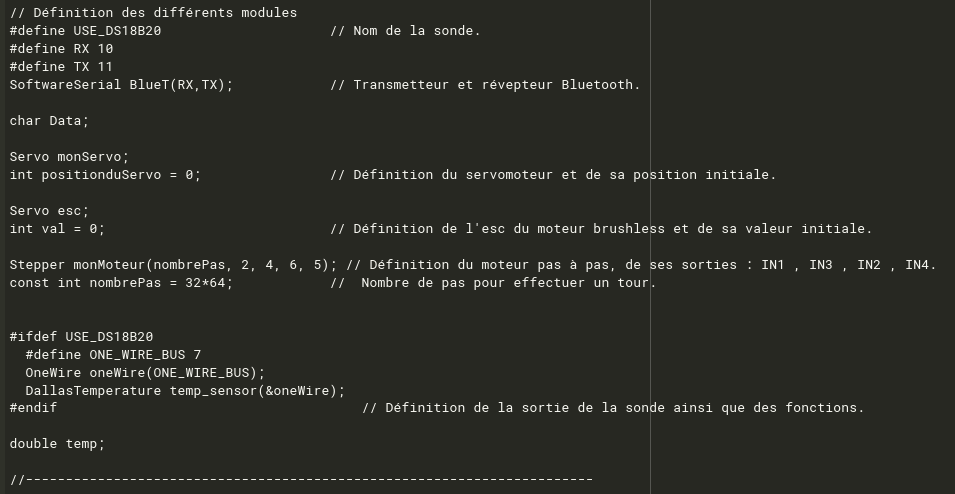 // Définition des différents modules
#define USE_DS18B20                     // Nom de la sonde.
#define RX 10
#define TX 11
SoftwareSerial BlueT(RX,TX);            // Transmetteur et révepteur Bluetooth.

char Data;

Servo monServo;
int positionduServo = 0;                // Définition du servomoteur et de sa position initiale.

Servo esc;
int val = 0;                            // Définition de l'esc du moteur brushless et de sa valeur initiale.

Stepper monMoteur(nombrePas, 2, 4, 6, 5); // Définition du moteur pas à pas, de ses sorties : IN1 , IN3 , IN2 , IN4.
const int nombrePas = 32*64;            //  Nombre de pas pour effectuer un tour.


#ifdef USE_DS18B20
  #define ONE_WIRE_BUS 7
  OneWire oneWire(ONE_WIRE_BUS);
  DallasTemperature temp_sensor(&oneWire);
#endif                                      // Définition de la sortie de la sonde ainsi que des fonctions.

double temp;

//-----------------------------------------------------------------------